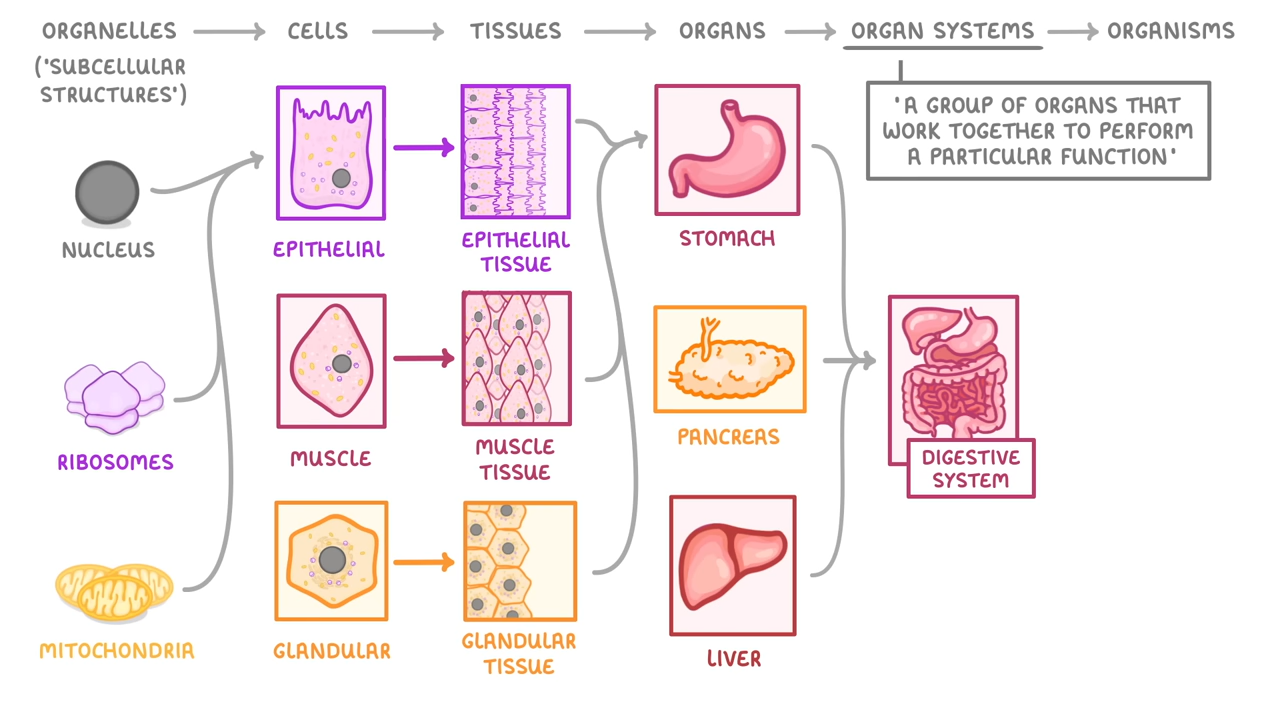 ORGANELLES
CELLS
TISSUES
ORGANS
ORGAN SYSTEMS
ORGANISMS
('SUBCELLULAR
STRUCTURES')
'A GROUP OF ORGANS THAT
WORK TOGETHER TO PERFORM
A PARTICULAR FUNCTION'
NUCLEUS
EPITHELIAL
EPITHELIAL
TISSUE
STOMACH
RIBOSOMES
MUSCLE
MUSCLE
TISSUE
PANCREAS
DIGESTIVE
SYSTEM
MITOCHONDRIA
GLANDULAR
GLANDULAR
TISSUE
LIVER